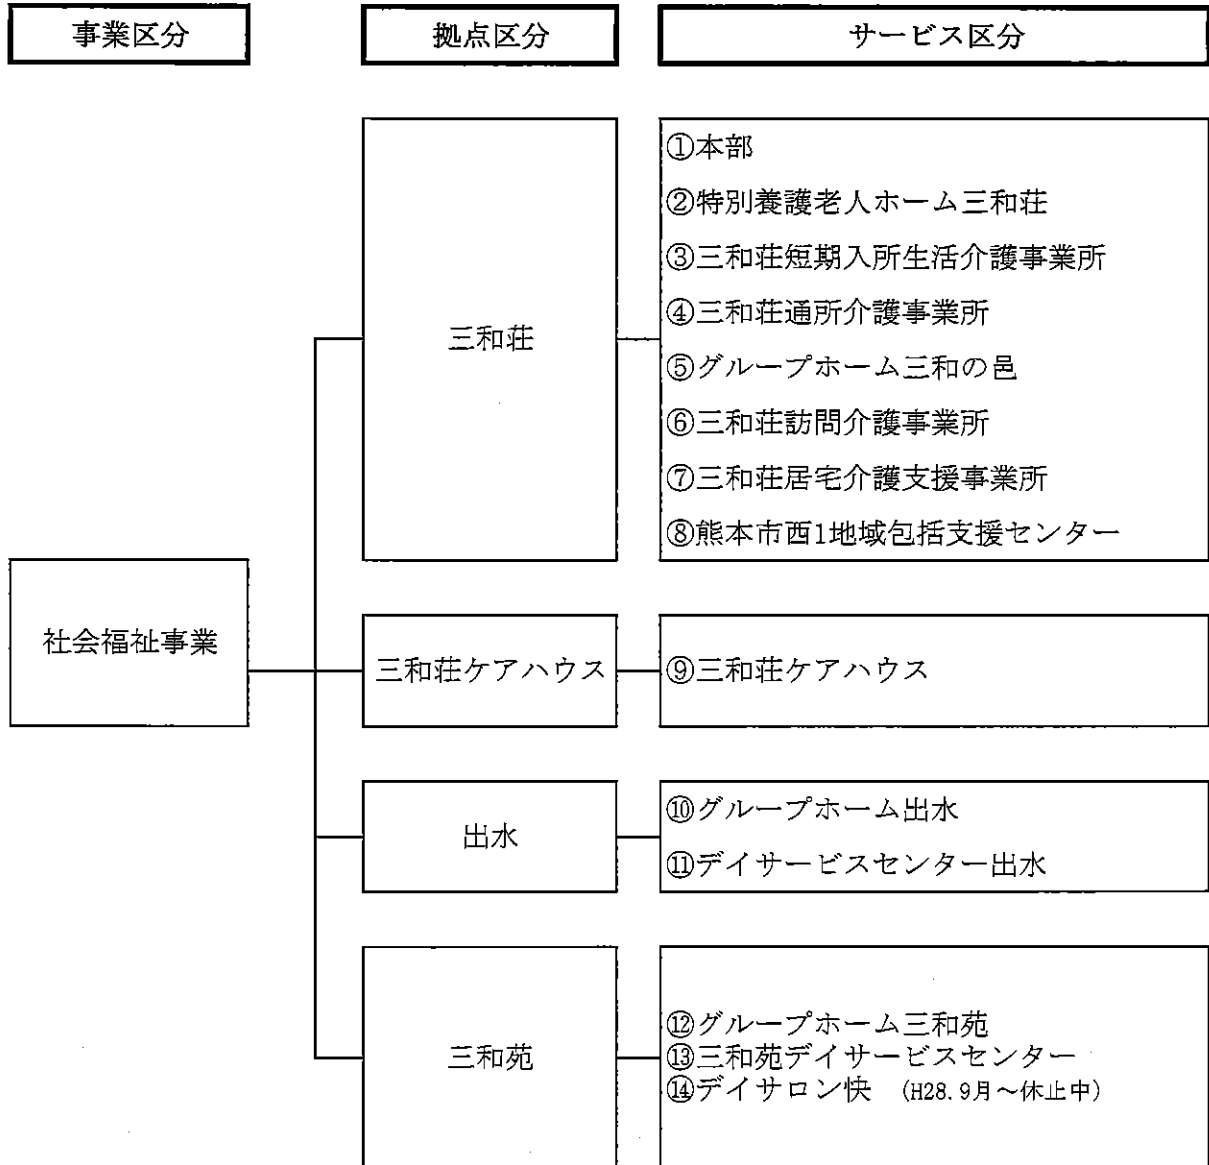 事業区分
拠点区分
サービス区分
三和荘
①本部
②特別養護老人ホーム三和荘
③三和荘短期入所生活介護事業所
④三和荘通所介護事業所
⑤グループホーム三和の邑
⑥三和荘訪問介護事業所
⑦三和荘居宅介護支援事業所
⑧熊本市西1地域包括支援センター
社会福祉事業
三和荘ケアハウス
⑨三和荘ケアハウス
出水
⑩グループホーム出水
⑪デイサービスセンター出水
三和苑
⑫グループホーム三和苑
⑬三和苑デイサービスセンター
⑭デイサロン快 (H28.9月～休止中)